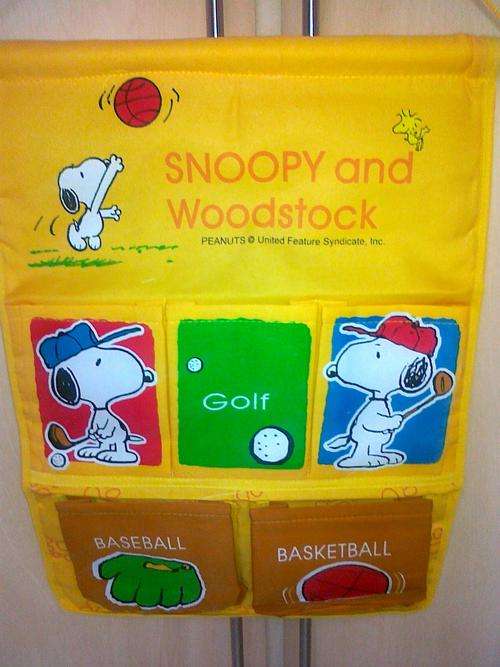 SNOOPY and
Woodstock
PEANUTS © United Feature Syndicate, Inc.
Golf
BASEBALL
BASKETBALL